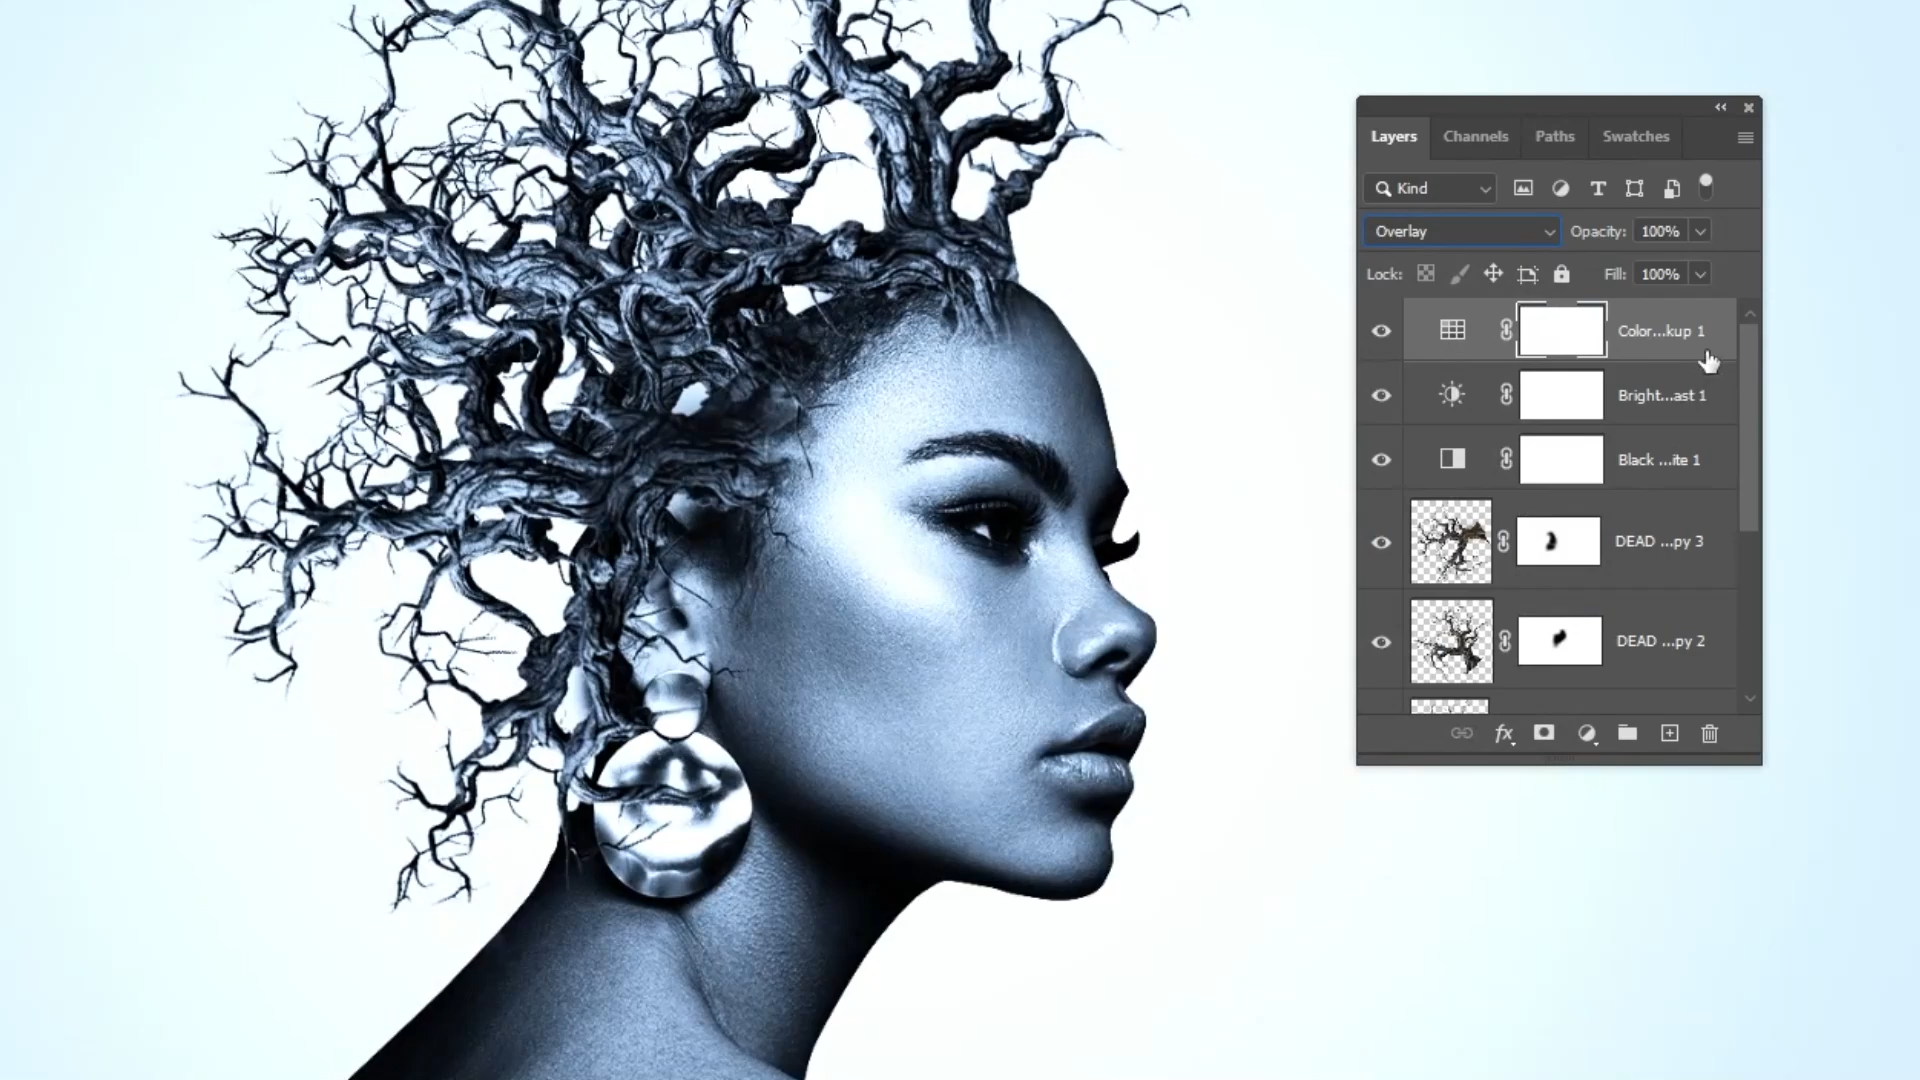 Layers Channels Paths Swatches
Kind
Overlay Opacity: 100%
Lock: Fill: 100%
Color...kup 1
Bright...ast 1
Black ...ite 1
DEAD ...py 3
DEAD ...py 2
fx